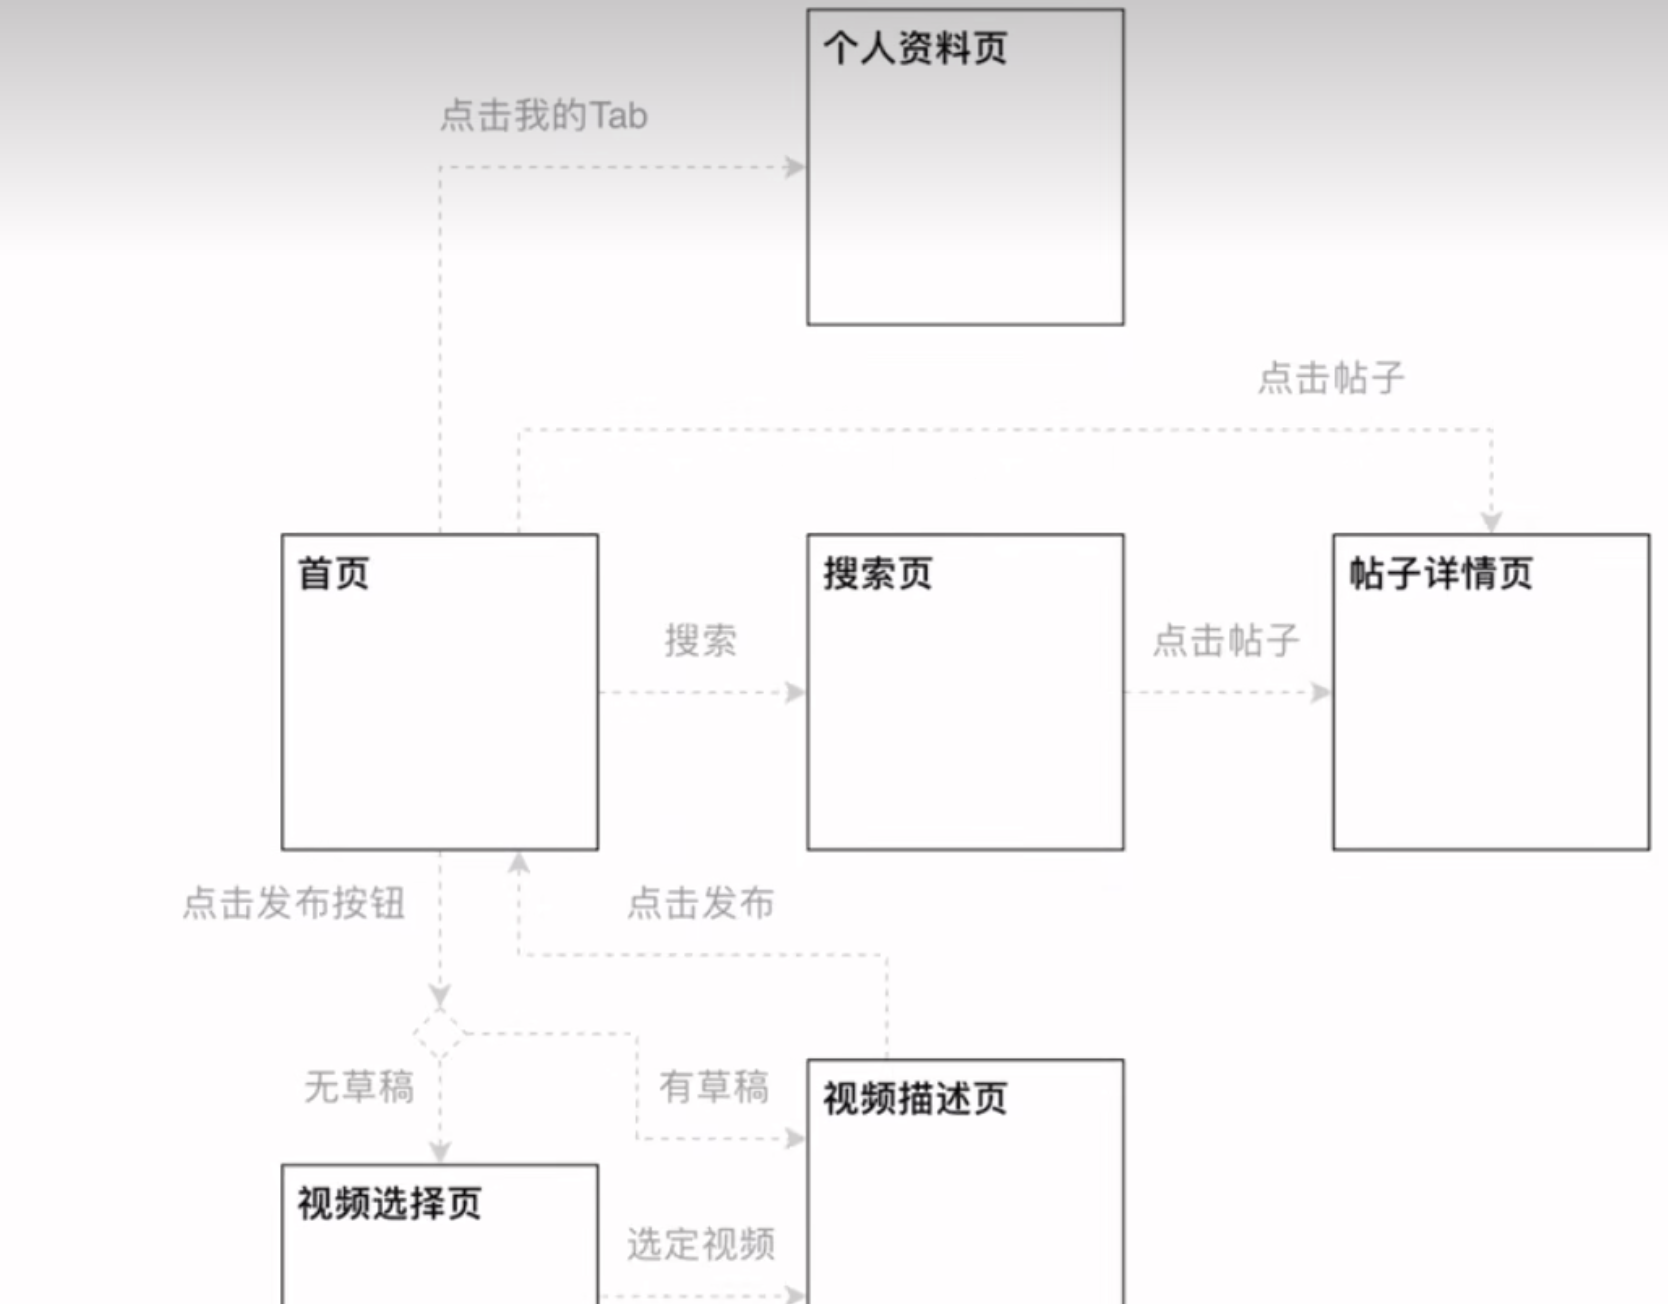 个人资料页
点击我的Tab
点击帖子
首页
搜索页
帖子详情页
搜索
点击帖子
点击发布按钮
点击发布
无草稿
有草稿
视频描述页
视频选择页
选定视频